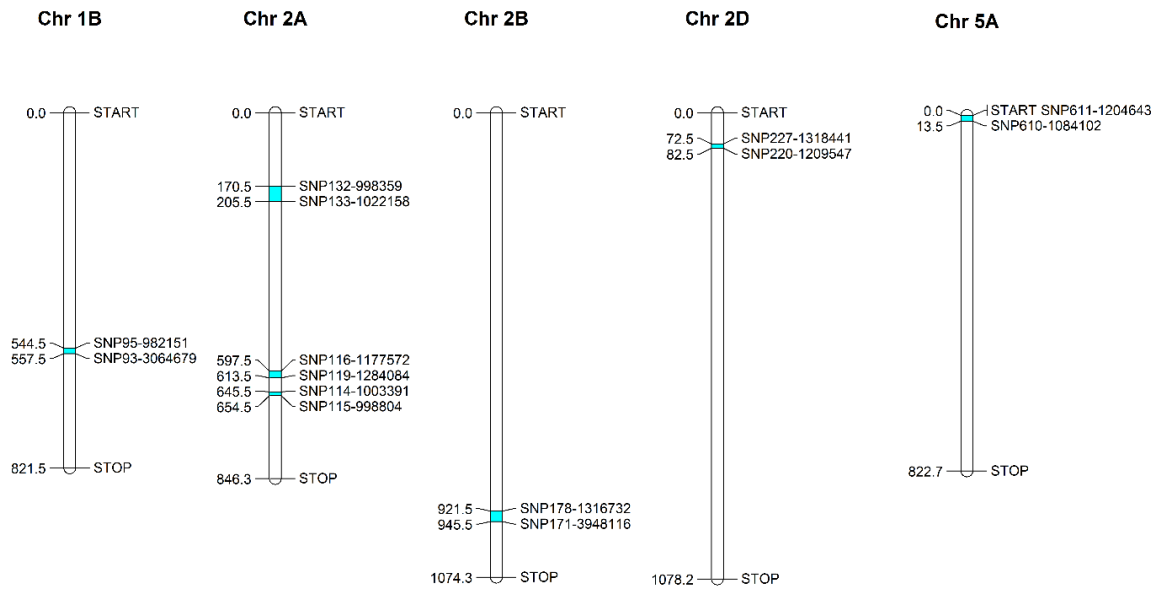 Chr 1B
0.0 START
544.5 SNP95-982151
557.5 SNP93-3064679
821.5 STOP
Chr 2A
0.0 START
170.5 SNP132-998359
205.5 SNP133-1022158
597.5 SNP116-1177572
613.5 SNP119-1284084
645.5 SNP114-1003391
654.5 SNP115-998804
846.3 STOP
Chr 2B
0.0 START
921.5 SNP178-1316732
945.5 SNP171-3948116
1074.3 STOP
Chr 2D
0.0 START
72.5 SNP227-1318441
82.5 SNP220-1209547
1078.2 STOP
Chr 5A
0.0 START SNP611-1204643
13.5 SNP610-1084102
822.7 STOP